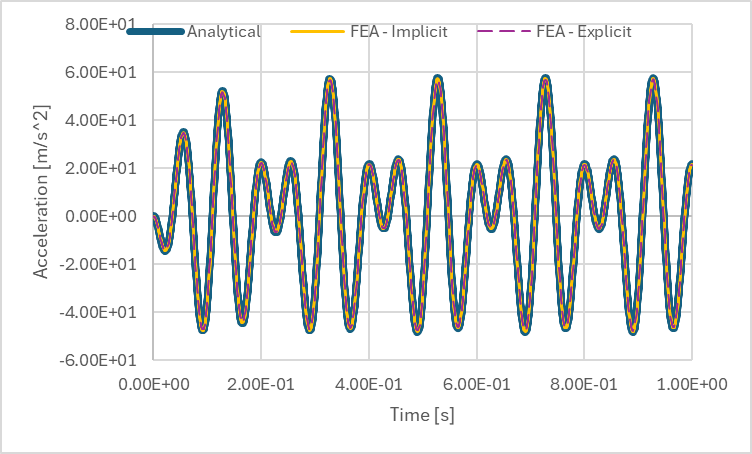 8.00E+01
Analytical FEA - Implicit FEA - Explicit
6.00E+01
4.00E+01
2.00E+01
0.00E+00
-2.00E+01
-4.00E+01
-6.00E+01
Acceleration [m/s^2]
0.00E+00 2.00E-01 4.00E-01 6.00E-01 8.00E-01 1.00E+00
Time [s]